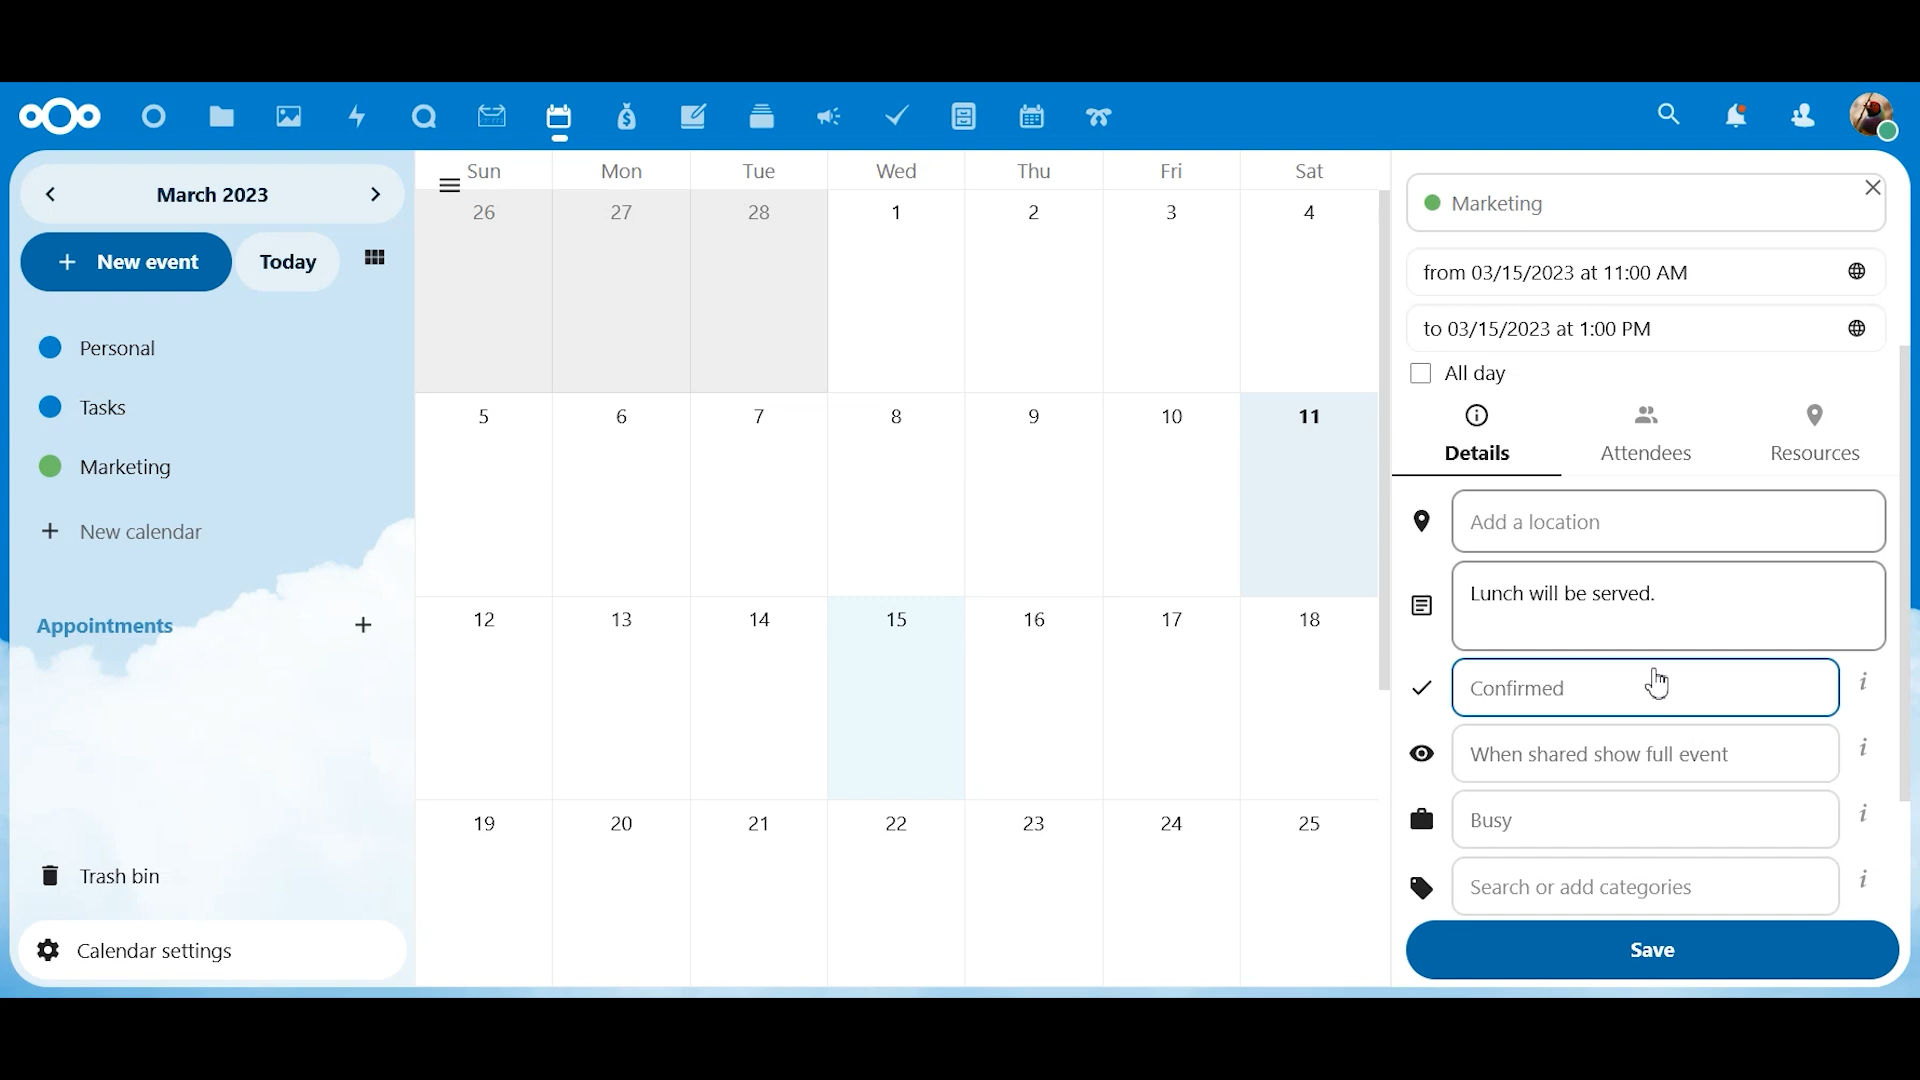 March 2023
New event
Today
Personal
Tasks
Marketing
New calendar
Appointments
Trash bin
Calendar settings
Sun Mon Tue Wed Thu Fri Sat
26 27 28 1 2 3 4
5 6 7 8 9 10 11
12 13 14 15 16 17 18
19 20 21 22 23 24 25
Marketing
from 03/15/2023 at 11:00 AM
to 03/15/2023 at 1:00 PM
All day
Details Attendees Resources
Add a location
Lunch will be served.
Confirmed
When shared show full event
Busy
Search or add categories
Save